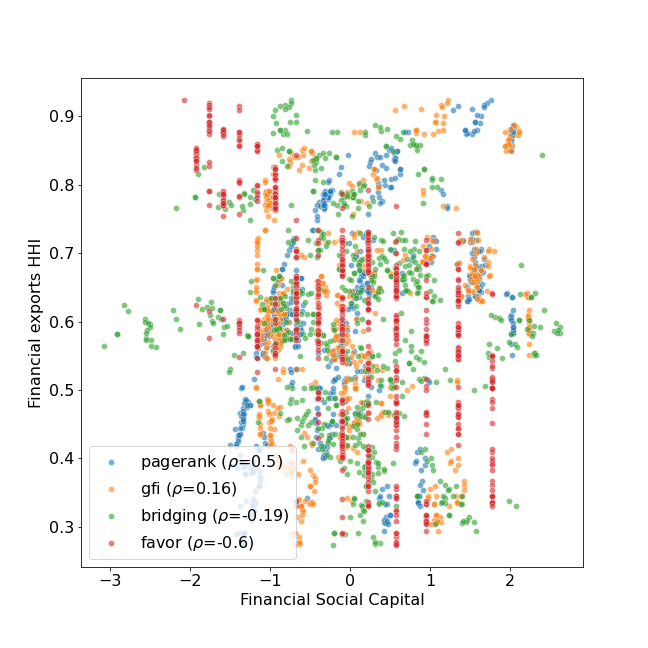 0.9
0.8
0.7
0.6
0.5
0.4
0.3
Financial exports HHI
pagerank (ρ=0.5)
gfi (ρ=0.16)
bridging (ρ=-0.19)
favor (ρ=-0.6)
−3 −2 −1 0 1 2
Financial Social Capital